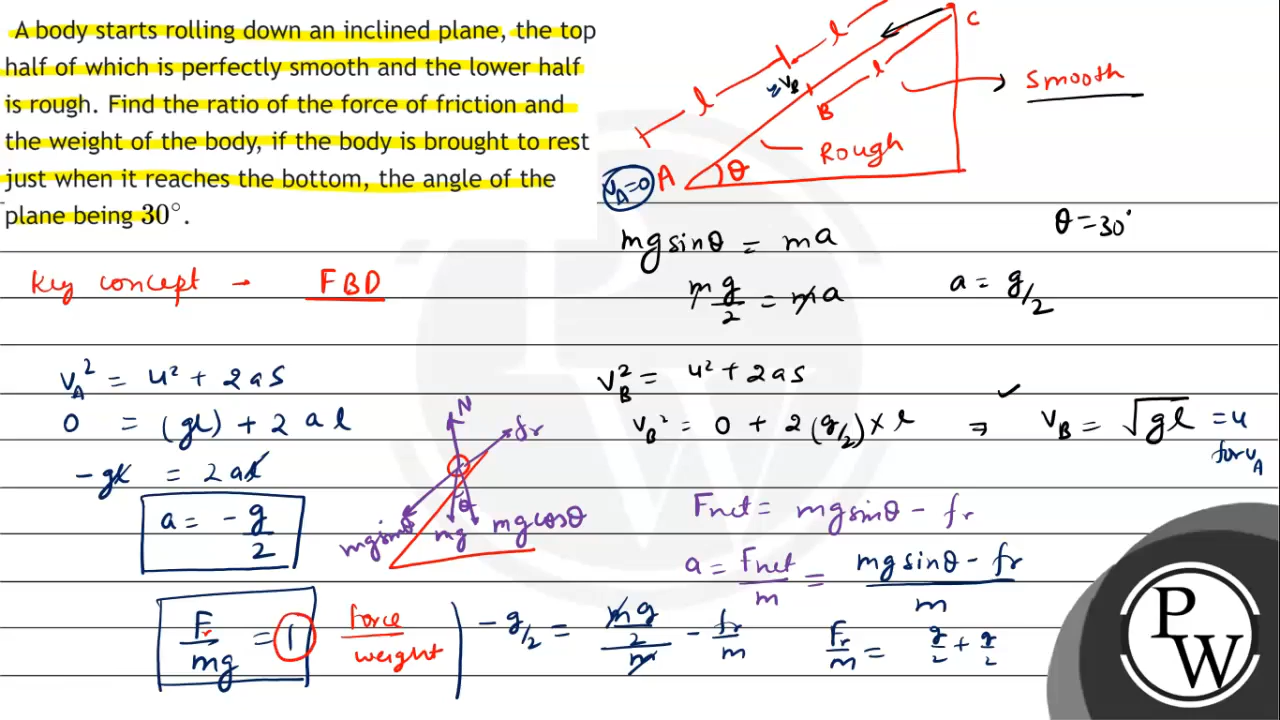 A body starts rolling down an inclined plane, the top
half of which is perfectly smooth and the lower half
is rough. Find the ratio of the force of friction and
the weight of the body, if the body is brought to rest
just when it reaches the bottom, the angle of the
plane being 30°.
l
l
V_B
C
l
B
Smooth
Rough
V_A=0
A
θ
θ = 30°
mg sinθ = ma
mg/2 = ma
a = g/2
Key concept - FBD
V_A² = u² + 2as
0 = (gl) + 2 a l
-gl = 2al
a = -g/2
N
fr
θ
mg sinθ
mg
mg cosθ
V_B² = u² + 2as
V_B² = 0 + 2(g/2) × l ⇒ V_B = √gl = u
for V_A
Fnet = mg sinθ - fr
a = Fnet/m = mg sinθ - fr/m
Fr/mg = 1
force/weight
-g/2 = mg/2/m - fr/m
Fr/m = g/2 + g/2
PW